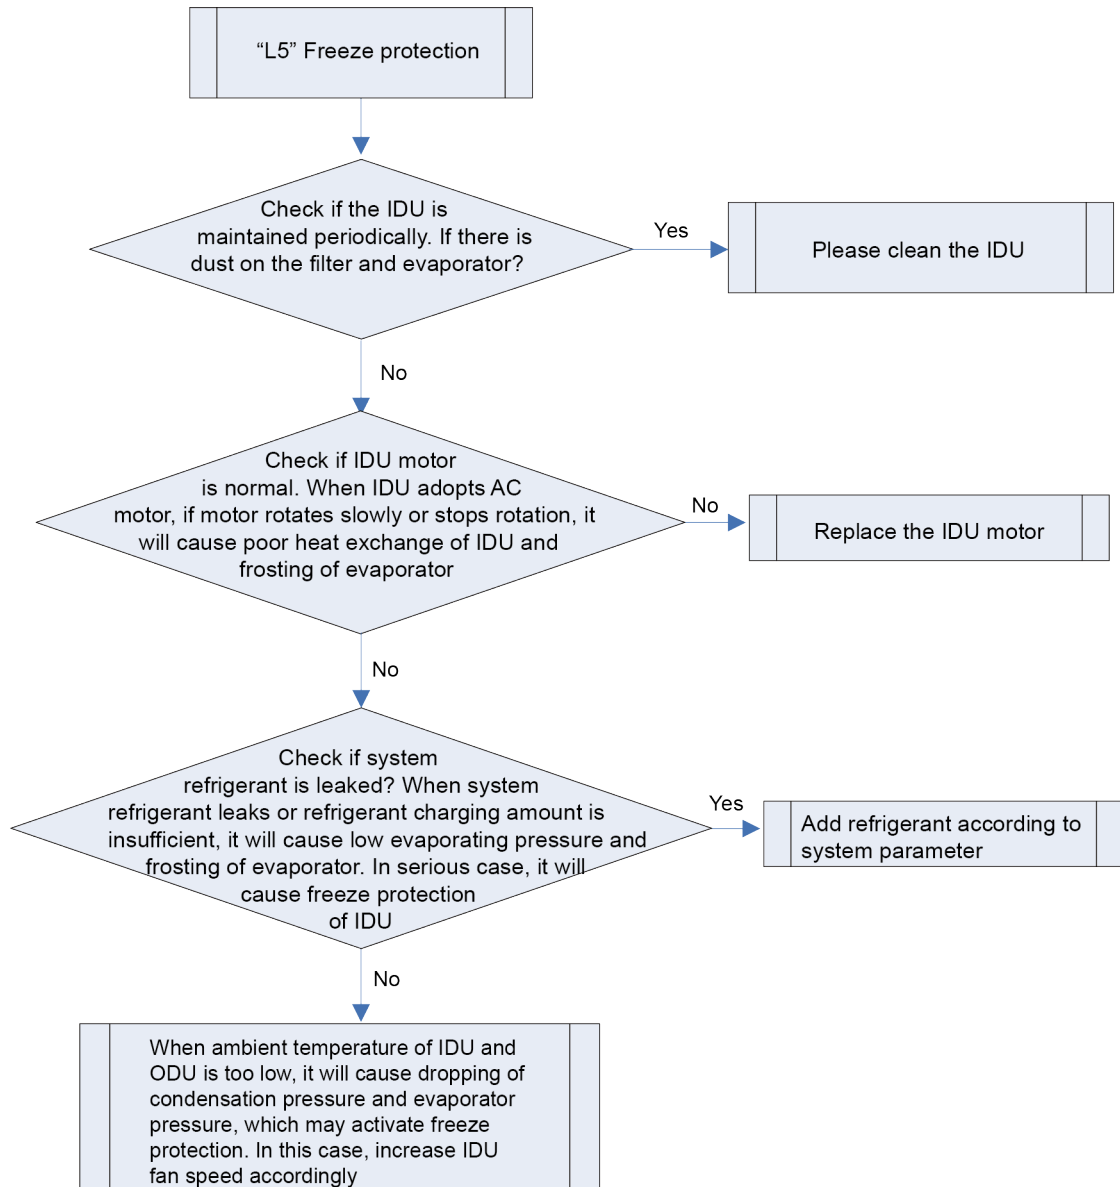 “L5” Freeze protection
Check if the IDU is
maintained periodically. If there is
dust on the filter and evaporator?
Yes
Please clean the IDU
No
Check if IDU motor
is normal. When IDU adopts AC
motor, if motor rotates slowly or stops rotation, it
will cause poor heat exchange of IDU and
frosting of evaporator
No
Replace the IDU motor
No
Check if system
refrigerant is leaked? When system
refrigerant leaks or refrigerant charging amount is
insufficient, it will cause low evaporating pressure and
frosting of evaporator. In serious case, it will
cause freeze protection
of IDU
Yes
Add refrigerant according to
system parameter
No
When ambient temperature of IDU and
ODU is too low, it will cause dropping of
condensation pressure and evaporator
pressure, which may activate freeze
protection. In this case, increase IDU
fan speed accordingly